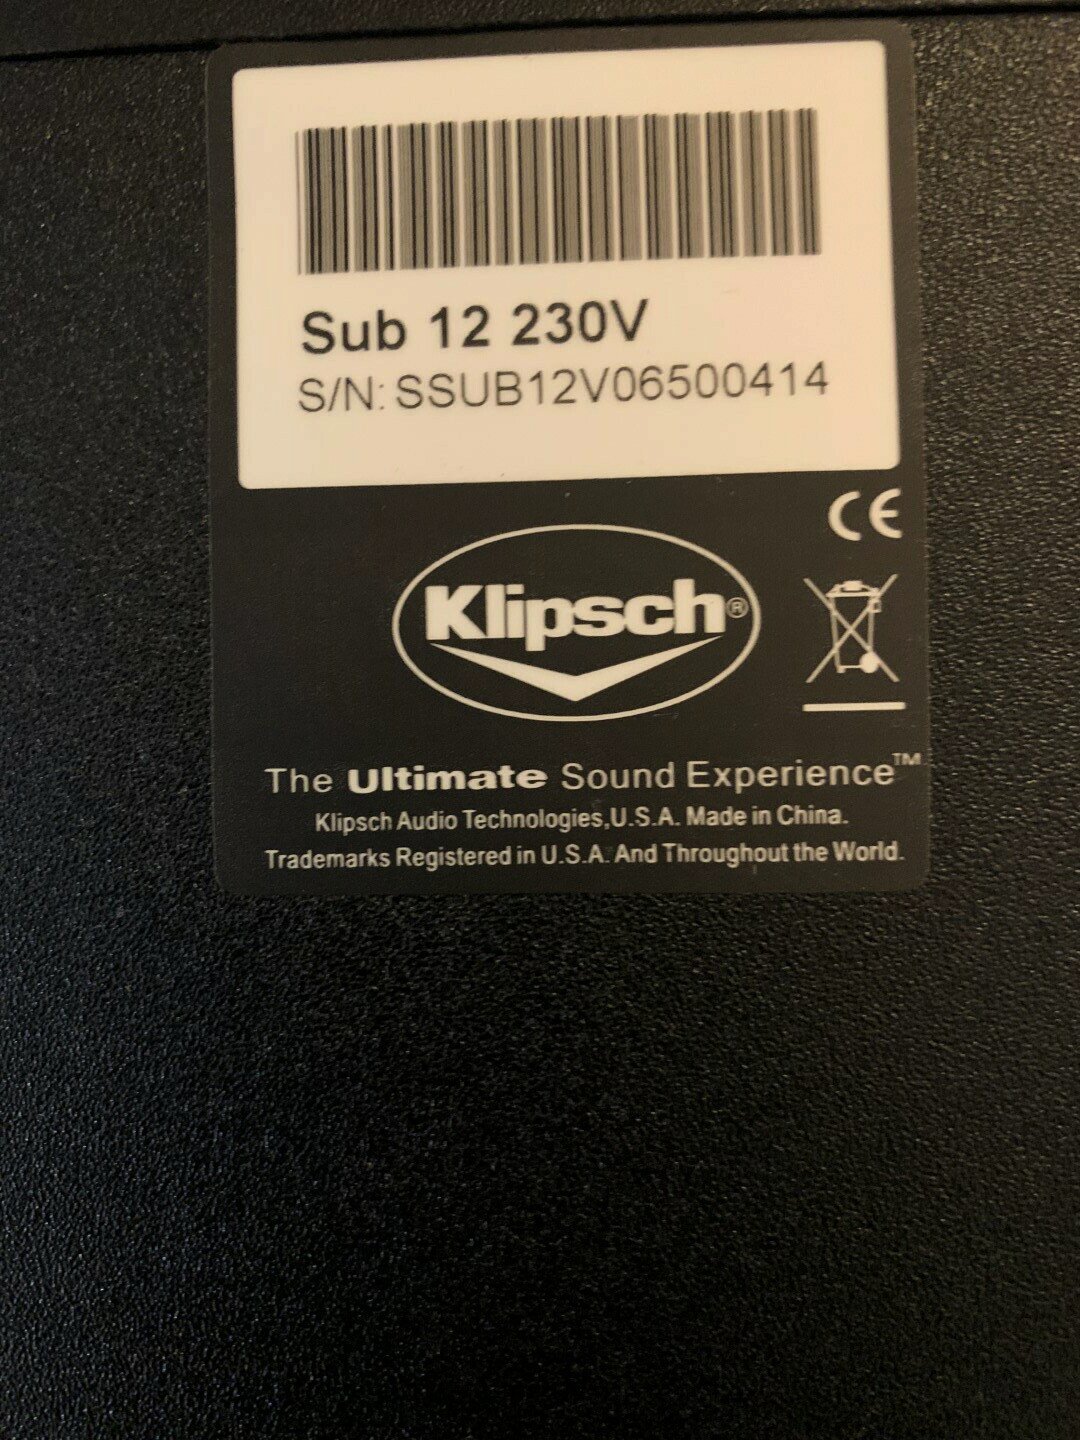 Sub 12 230V
S/N: SSUB12V06500414
CE
Klipsch®
The Ultimate Sound Experience™
Klipsch Audio Technologies,U.S.A. Made in China.
Trademarks Registered in U.S.A. And Throughout the World.